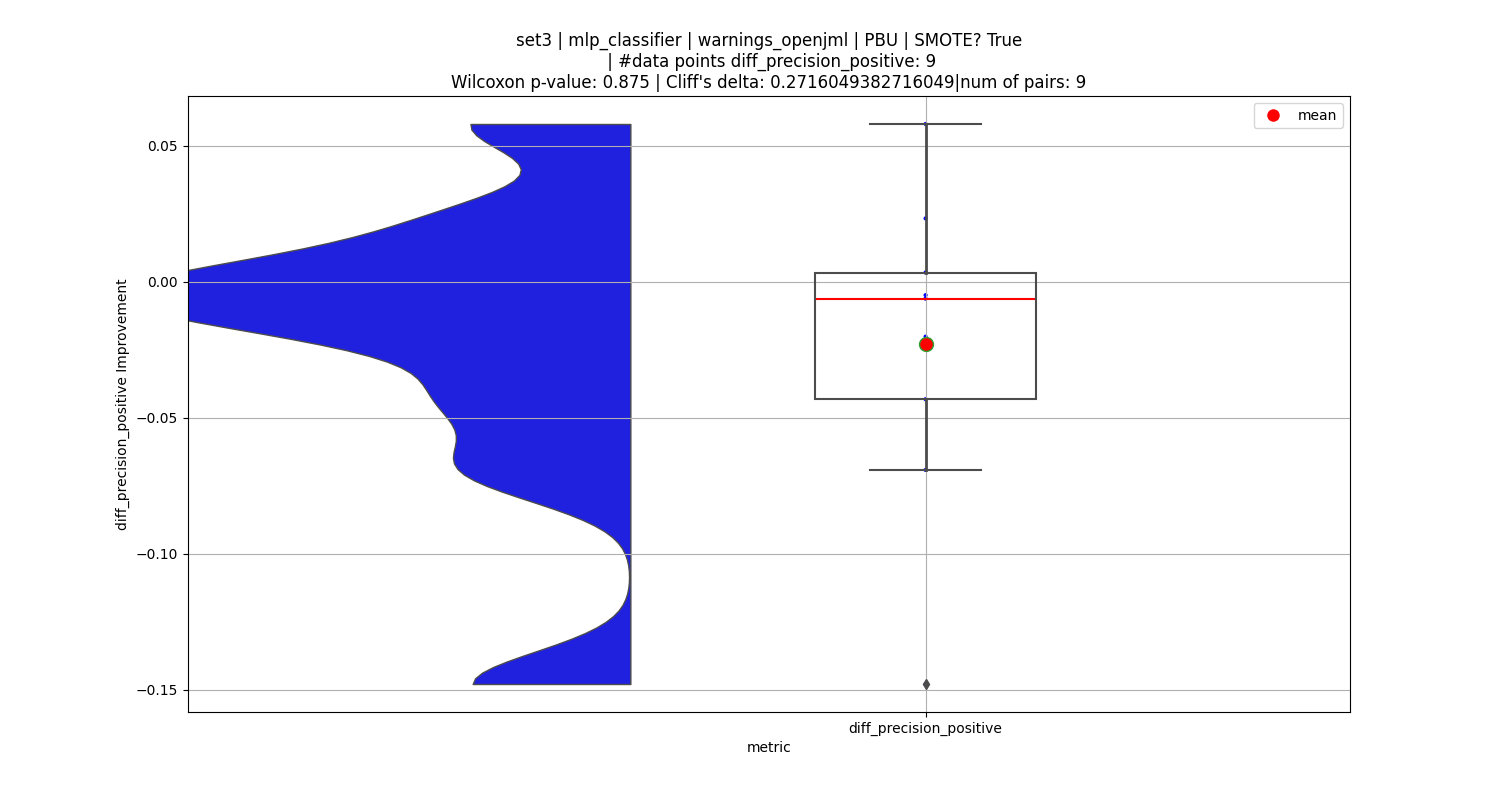 set3 | mlp_classifier | warnings_openjml | PBU | SMOTE? True
| #data points diff_precision_positive: 9
Wilcoxon p-value: 0.875 | Cliff's delta: 0.2716049382716049|num of pairs: 9
mean
0.05
0.00
−0.05
−0.10
−0.15
diff_precision_positive Improvement
diff_precision_positive
metric